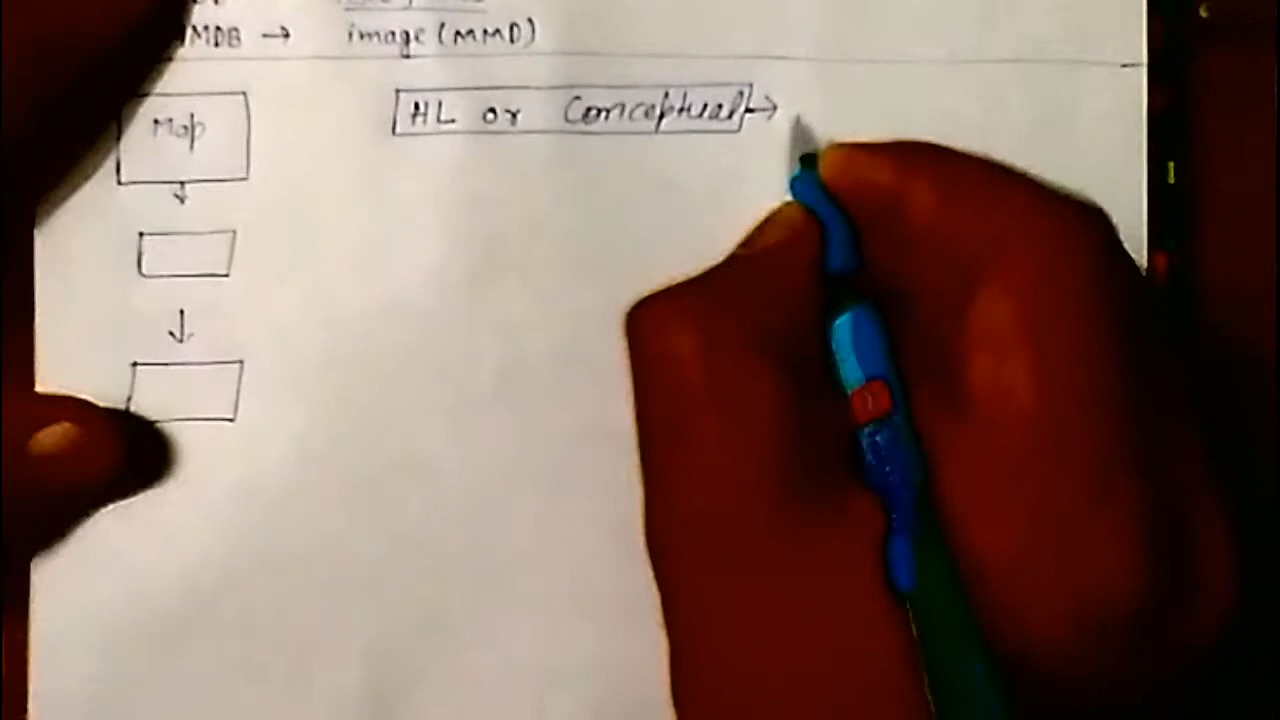 MDB → image (MMD)
Map
HL or Conceptual →